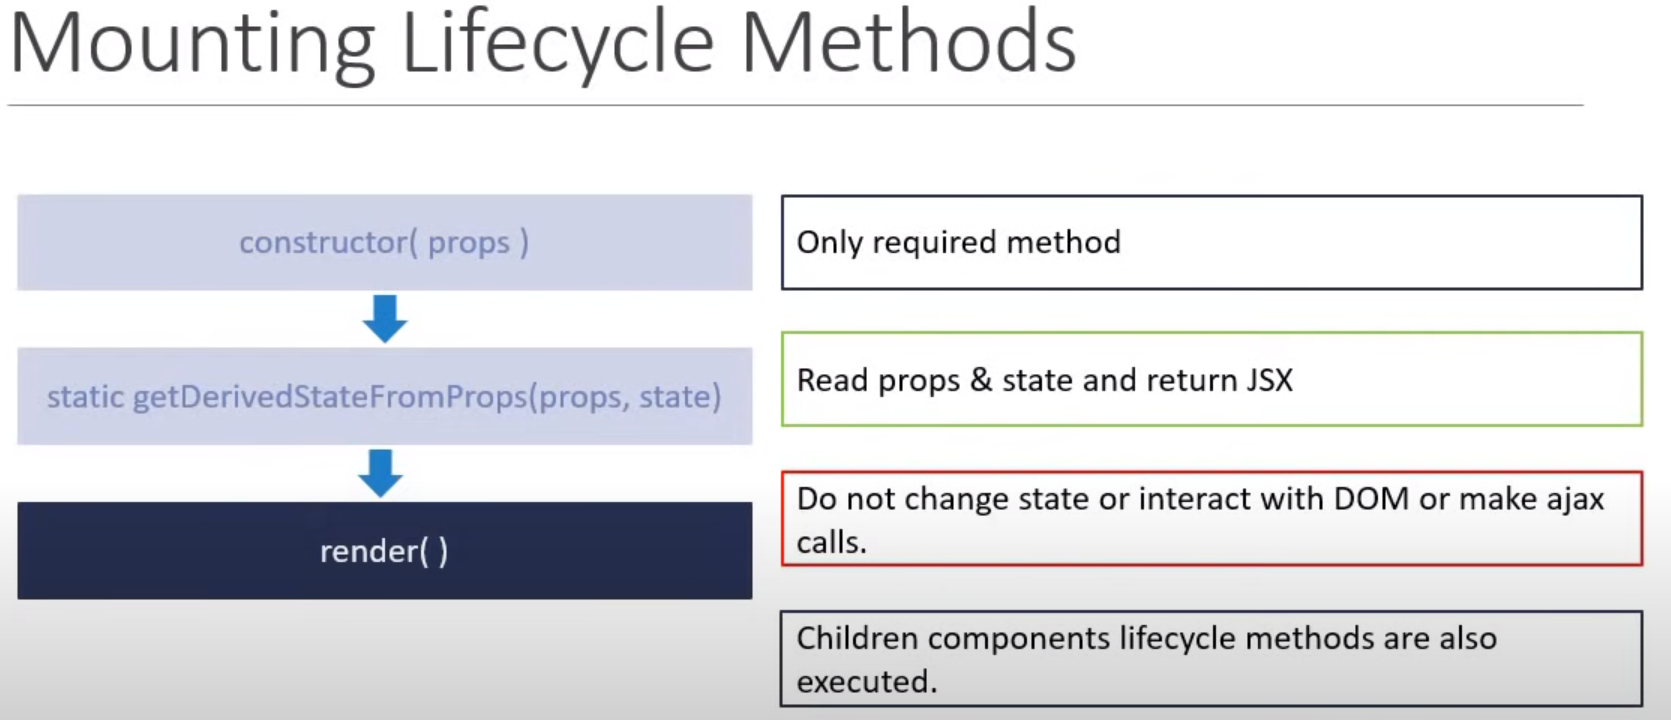 Mounting Lifecycle Methods
constructor( props )
Only required method
static getDerivedStateFromProps(props, state)
Read props & state and return JSX
render( )
Do not change state or interact with DOM or make ajax
calls.
Children components lifecycle methods are also
executed.